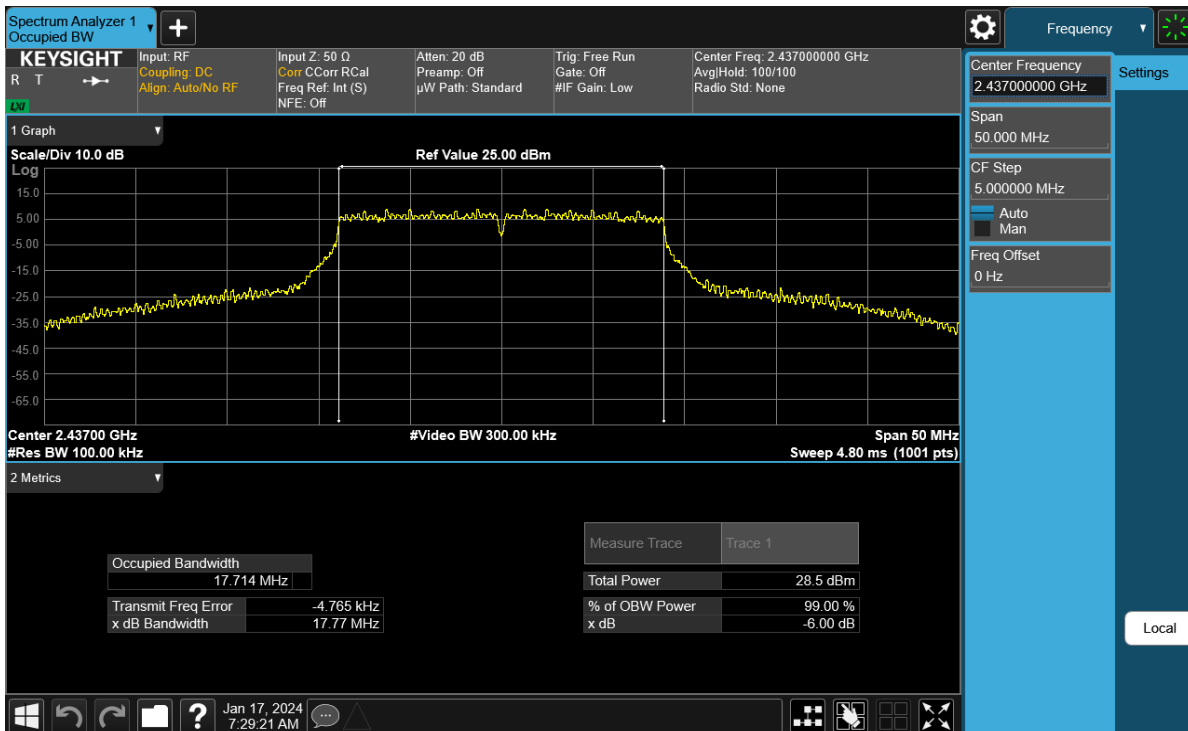 Spectrum Analyzer 1
Occupied BW
Frequency
KEYSIGHT
R T
LXI
Input: RF
Coupling: DC
Align: Auto/No RF
Input Z: 50 Ω
Corr CCorr RCal
Freq Ref: Int (S)
NFE: Off
Atten: 20 dB
Preamp: Off
µW Path: Standard
Trig: Free Run
Gate: Off
#IF Gain: Low
Center Freq: 2.437000000 GHz
Avg|Hold: 100/100
Radio Std: None
Center Frequency
2.437000000 GHz
Settings
Span
50.000 MHz
CF Step
5.000000 MHz
Auto
Man
Freq Offset
0 Hz
Local
1 Graph
Scale/Div 10.0 dB
Ref Value 25.00 dBm
Log
15.0
5.00
-5.00
-15.0
-25.0
-35.0
-45.0
-55.0
-65.0
Center 2.43700 GHz
#Video BW 300.00 kHz
Span 50 MHz
#Res BW 100.00 kHz
Sweep 4.80 ms (1001 pts)
2 Metrics
Measure Trace
Trace 1
Occupied Bandwidth
17.714 MHz
Total Power
28.5 dBm
Transmit Freq Error
-4.765 kHz
% of OBW Power
99.00 %
x dB Bandwidth
17.77 MHz
x dB
-6.00 dB
?
Jan 17, 2024
7:29:21 AM